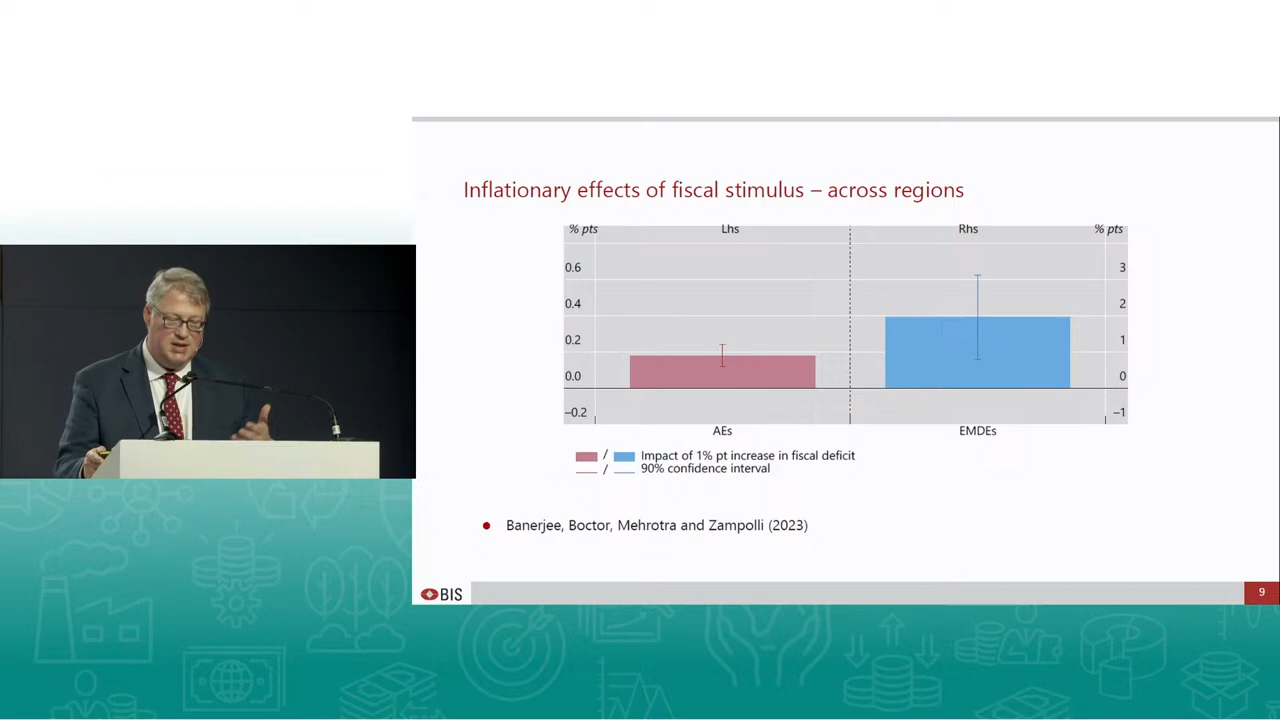 Inflationary effects of fiscal stimulus – across regions
% pts Lhs Rhs % pts
0.6 3
0.4 2
0.2 1
0.0 0
–0.2 –1
AEs EMDEs
/ Impact of 1% pt increase in fiscal deficit
/ 90% confidence interval
• Banerjee, Boctor, Mehrotra and Zampolli (2023)
BIS 9